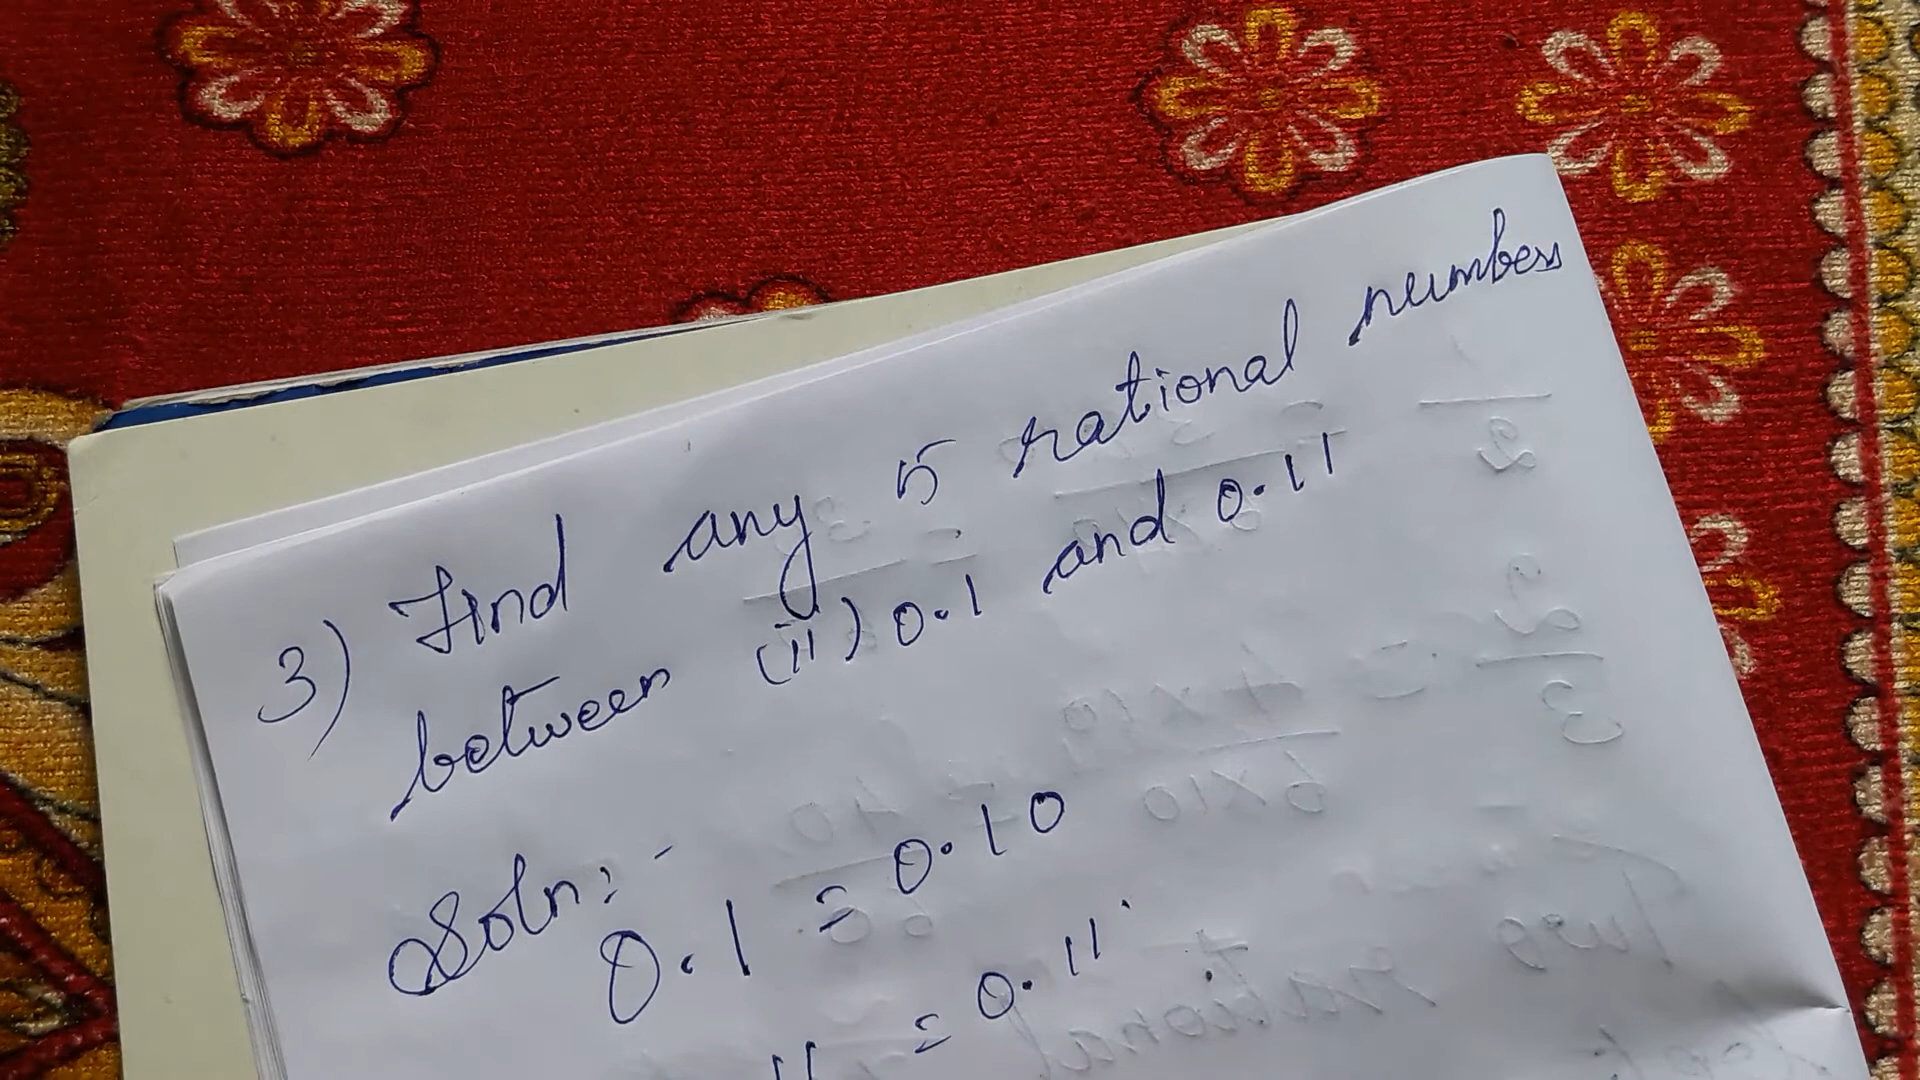 3) Find any 5 rational numbers
between (ii) 0.1 and 0.11
Soln:-
0.1 = 0.10
11 = 0.11